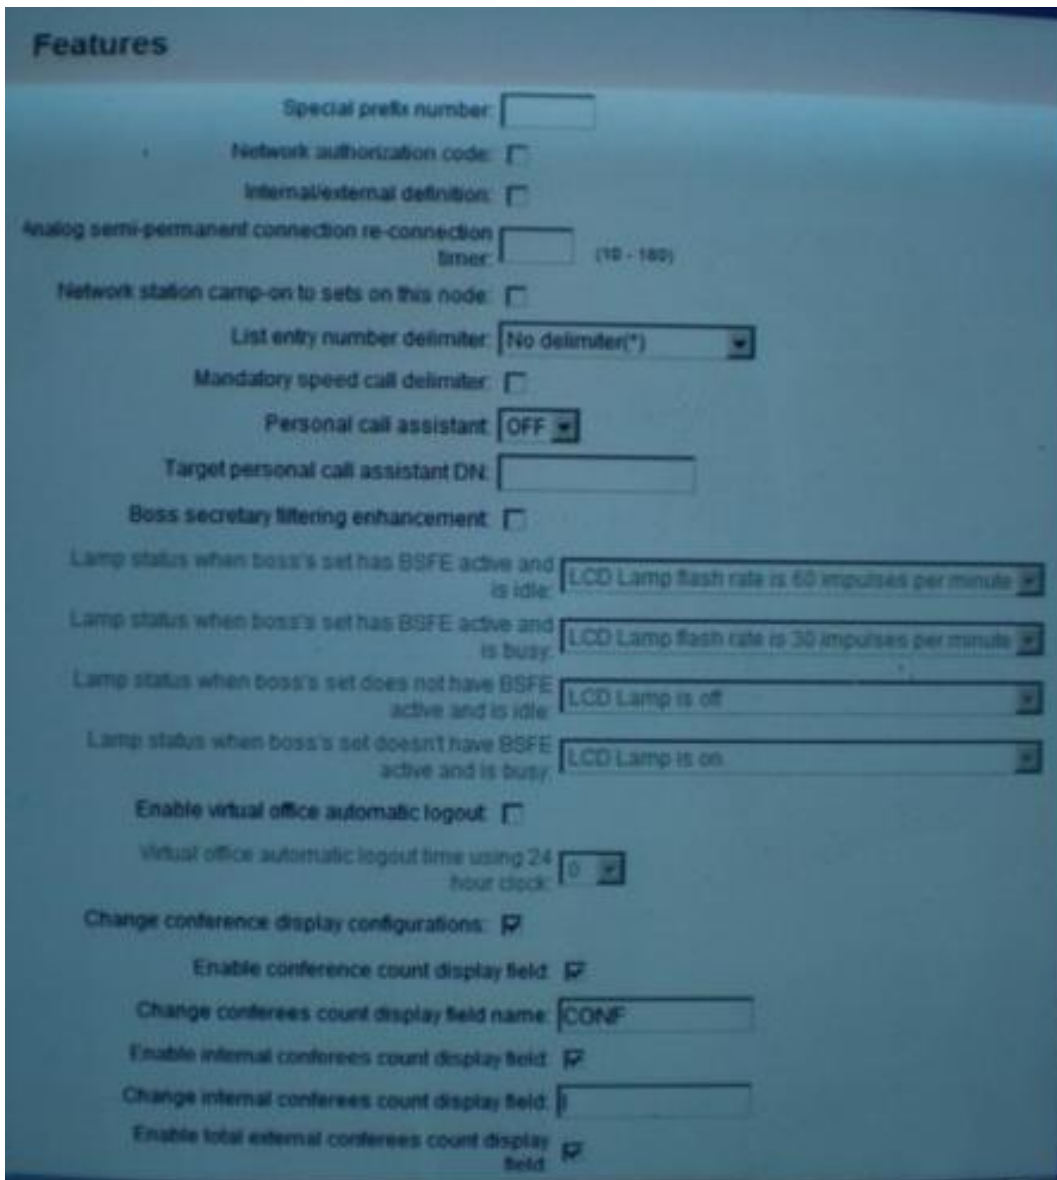 Features
Special prefix number:
Network authorization code:
Internal/external definition:
Analog semi-permanent connection re-connection
timer: (10 - 180)
Network station camp-on to sets on this node:
List entry number delimiter: No delimiter(*)
Mandatory speed call delimiter:
Personal call assistant: OFF
Target personal call assistant DN:
Boss secretary filtering enhancement:
Lamp status when boss's set has BSFE active and
is idle: LCD Lamp flash rate is 60 impulses per minute
Lamp status when boss's set has BSFE active and
is busy: LCD Lamp flash rate is 30 impulses per minute
Lamp status when boss's set does not have BSFE
active and is idle: LCD Lamp is off
Lamp status when boss's set doesn't have BSFE
active and is busy: LCD Lamp is on
Enable virtual office automatic logout:
Virtual office automatic logout time using 24
hour clock: 0
Change conference display configurations:
Enable conference count display field:
Change conferees count display field name: CONF
Enable internal conferees count display field:
Change internal conferees count display field: I
Enable total external conferees count display
field: